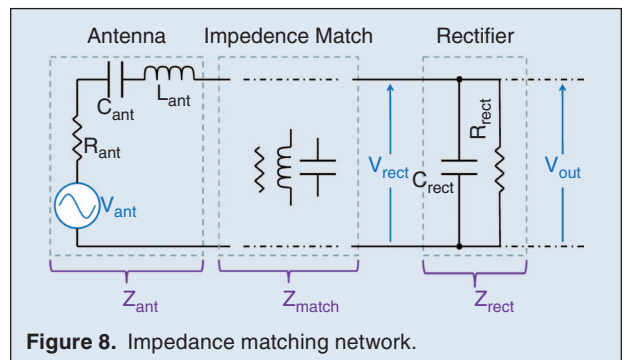 Antenna Impedence Match Rectifier
C_ant L_ant
R_ant
V_ant
V_rect C_rect R_rect V_out
Z_ant Z_match Z_rect
Figure 8. Impedance matching network.